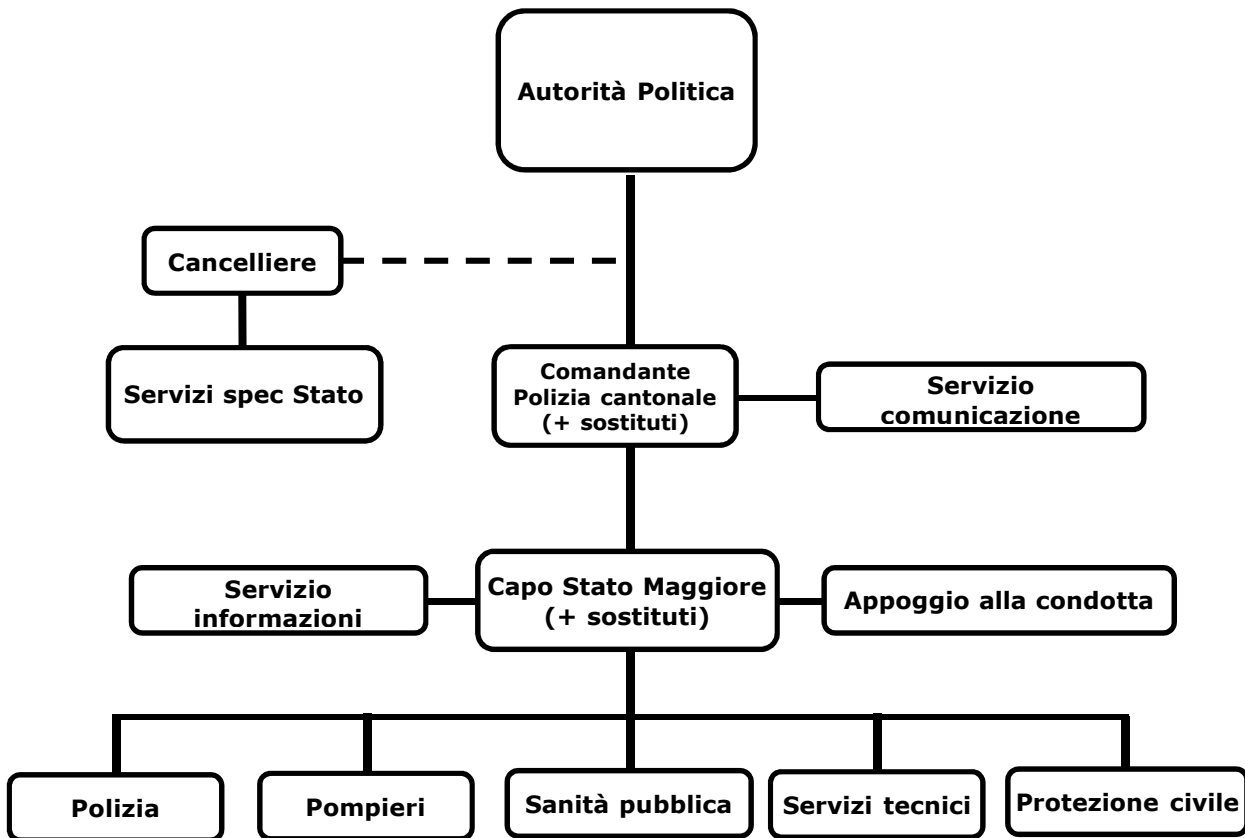 Autorità Politica
Cancelliere
Servizi spec Stato
Comandante
Polizia cantonale
(+ sostituti)
Servizio
comunicazione
Servizio
informazioni
Capo Stato Maggiore
(+ sostituti)
Appoggio alla condotta
Polizia
Pompieri
Sanità pubblica
Servizi tecnici
Protezione civile